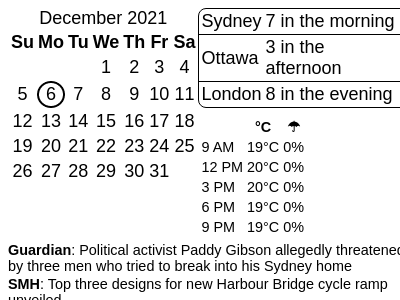 December 2021
Su Mo Tu We Th Fr Sa
1 2 3 4
5 6 7 8 9 10 11
12 13 14 15 16 17 18
19 20 21 22 23 24 25
26 27 28 29 30 31
Sydney 7 in the morning
Ottawa 3 in the
afternoon
London 8 in the evening
°C ☂
9 AM 19°C 0%
12 PM 20°C 0%
3 PM 20°C 0%
6 PM 19°C 0%
9 PM 19°C 0%
Guardian: Political activist Paddy Gibson allegedly threatened
by three men who tried to break into his Sydney home
SMH: Top three designs for new Harbour Bridge cycle ramp
unveiled